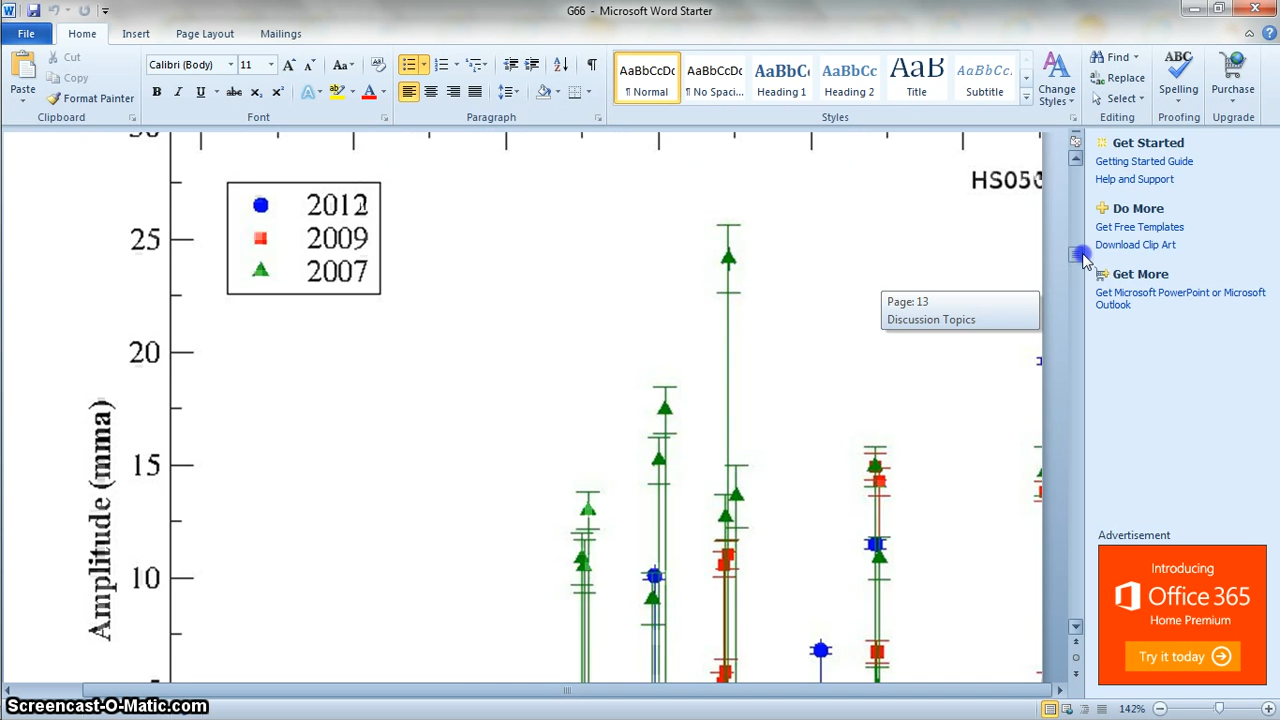 G66 - Microsoft Word Starter
File Home Insert Page Layout Mailings
Paste
Cut
Copy
Format Painter
Clipboard
Calibri (Body) 11
Font
Paragraph
AaBbCcDc AaBbCcDc AaBbCc AaBbCc AaB AaBbCcDc
¶ Normal ¶ No Spaci... Heading 1 Heading 2 Title Subtitle
Change Styles
Styles
Find
Replace
Select
Editing
Spelling
Proofing
Purchase
Upgrade
2012
2009
2007
25
20
15
10
Amplitude (mma)
Page: 13
Discussion Topics
Get Started
Getting Started Guide
Help and Support
Do More
Get Free Templates
Download Clip Art
Get More
Get Microsoft PowerPoint or Microsoft
Outlook
Advertisement
Introducing
Office 365
Home Premium
Try it today
Screencast-O-Matic.com
142%